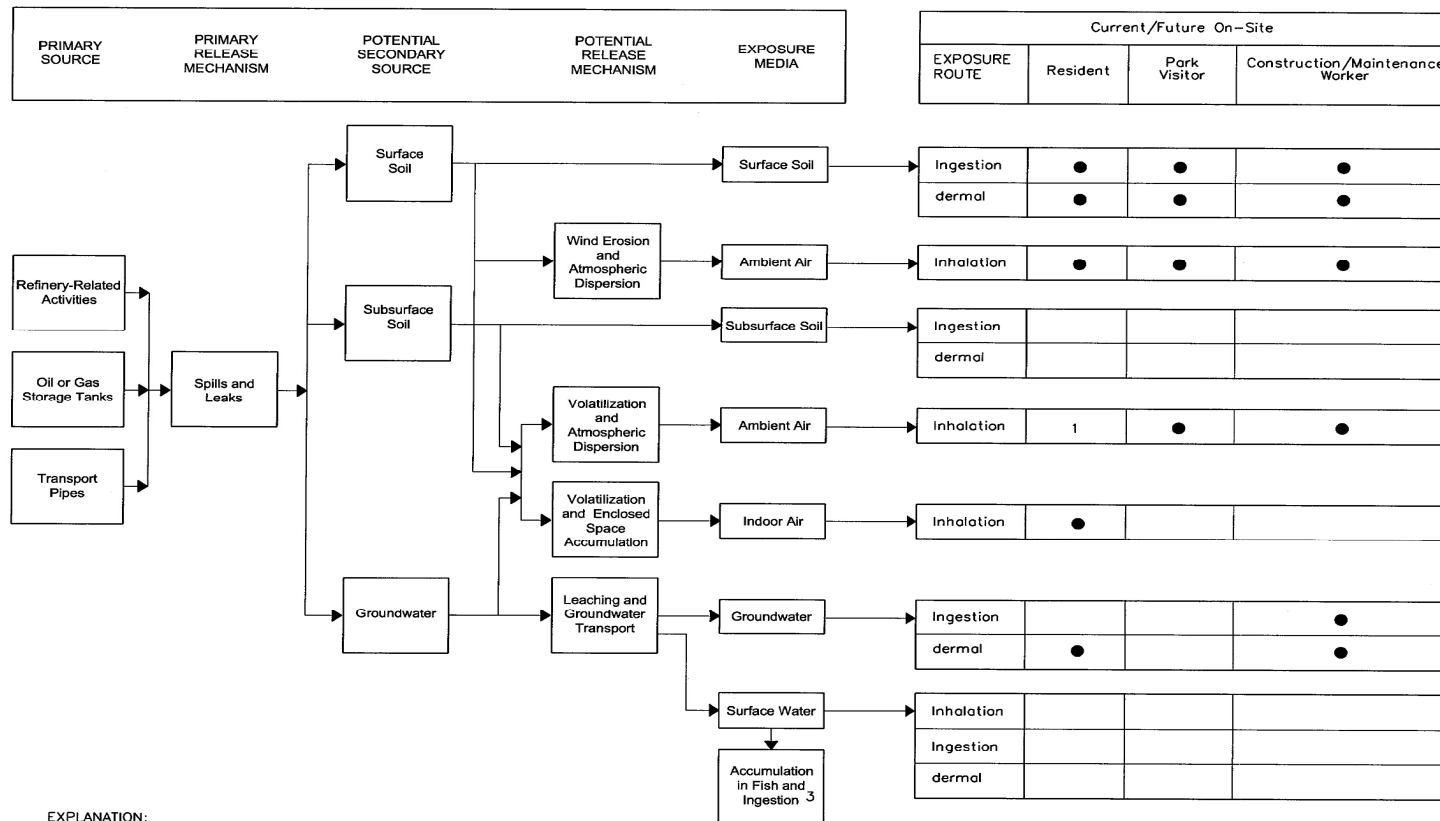 PRIMARY
SOURCE
PRIMARY
RELEASE
MECHANISM
POTENTIAL
SECONDARY
SOURCE
POTENTIAL
RELEASE
MECHANISM
EXPOSURE
MEDIA
Current/Future On-Site
EXPOSURE
ROUTE
Resident
Park
Visitor
Construction/Maintenance
Worker
Refinery-Related
Activities
Oil or Gas
Storage Tanks
Transport
Pipes
Spills and
Leaks
Surface
Soil
Subsurface
Soil
Groundwater
Wind Erosion
and
Atmospheric
Dispersion
Volatilization
and
Atmospheric
Dispersion
Volatilization
and Enclosed
Space
Accumulation
Leaching and
Groundwater
Transport
Surface Soil
Ambient Air
Subsurface Soil
Ambient Air
Indoor Air
Groundwater
Surface Water
Accumulation
in Fish and
Ingestion 3
Ingestion ● ● ●
dermal ● ● ●
Inhalation ● ● ●
Ingestion
dermal
Inhalation 1 ● ●
Inhalation ●
Ingestion ●
dermal ● ●
Inhalation
Ingestion
dermal
EXPLANATION: